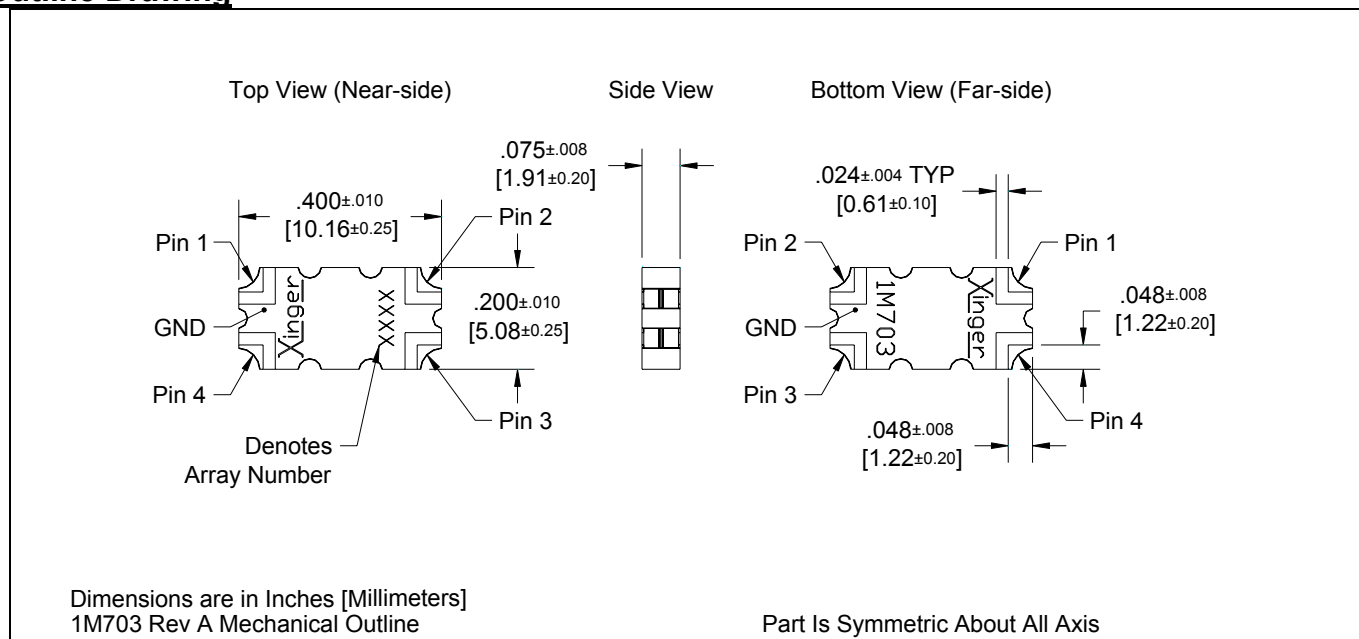 Outline Drawing
Top View (Near-side)
Side View
Bottom View (Far-side)
.075±.008
[1.91±0.20]
.024±.004 TYP
[0.61±0.10]
.400±.010
[10.16±0.25]
Pin 1
Pin 2
Pin 2
Pin 1
GND
Xinger
XXXX
.200±.010
[5.08±0.25]
GND
1M703
Xinger
.048±.008
[1.22±0.20]
Pin 4
Pin 3
Pin 3
Pin 4
Denotes
Array Number
.048±.008
[1.22±0.20]
Dimensions are in Inches [Millimeters]
1M703 Rev A Mechanical Outline
Part Is Symmetric About All Axis